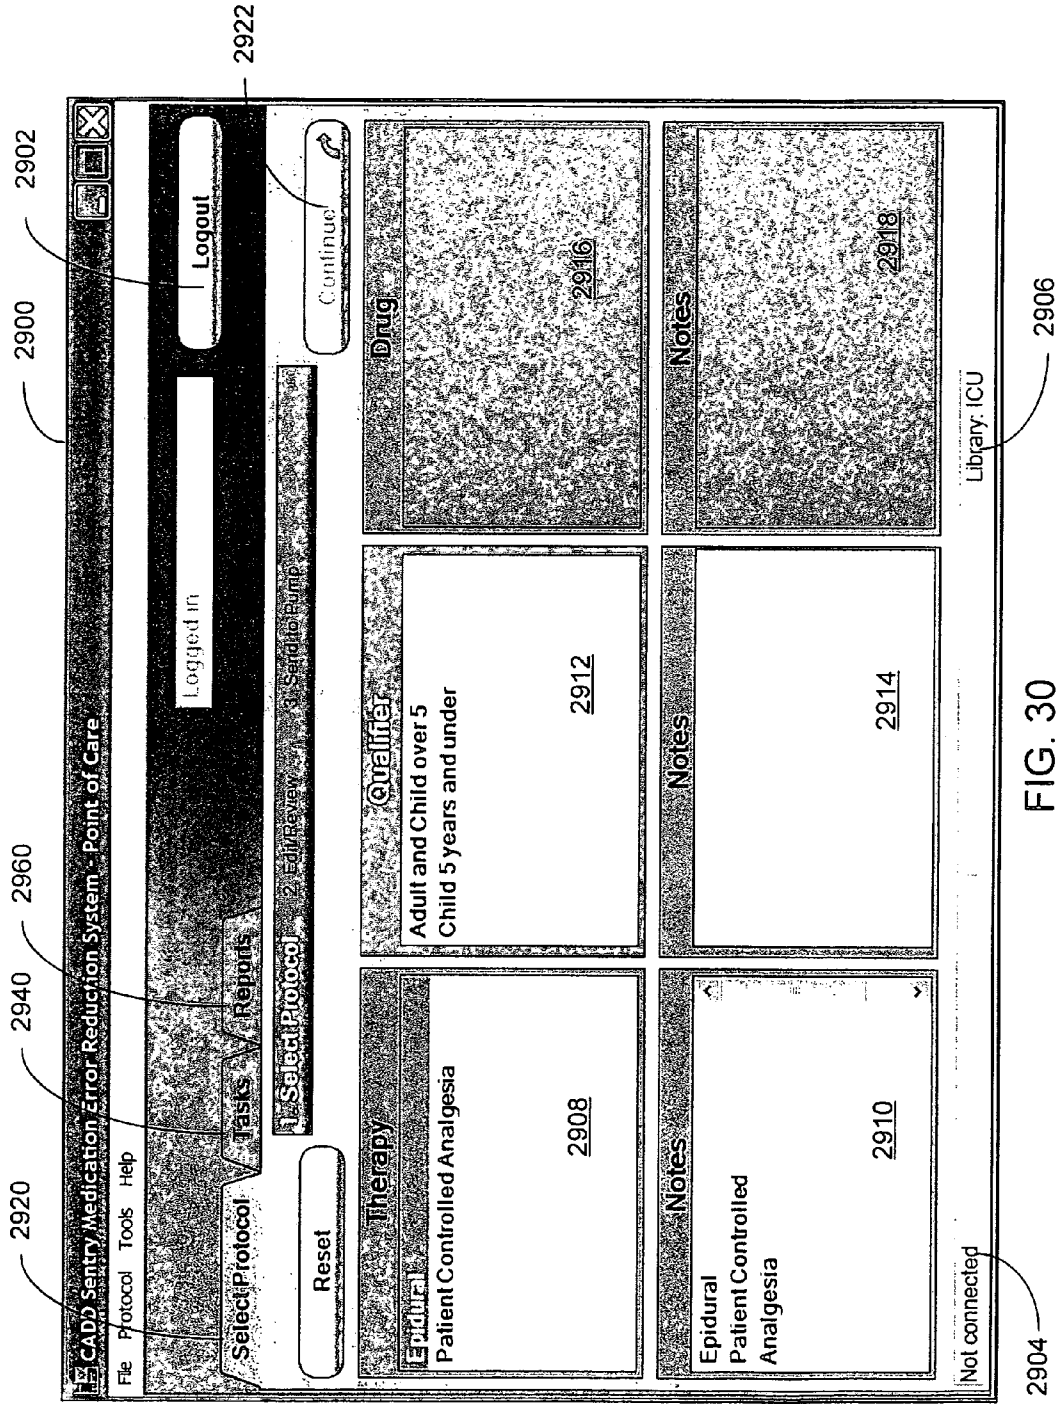 2900
2902
2922
2920
2940
2960
CADD Sentry Medication Error Reduction System - Point of Care
File Protocol Tools Help
Logged in
Logout
Select Protocol
Tasks
Reports
Reset
1. Select Protocol
2. Edit/Review
3. Send to Pump
Continue
Therapy
Epidural
Patient Controlled Analgesia
2908
Qualifier
Adult and Child over 5
Child 5 years and under
2912
Drug
2916
Notes
Epidural
Patient Controlled
Analgesia
2910
Notes
2914
Notes
2918
Not connected
Library: ICU
2904
2906
FIG. 30